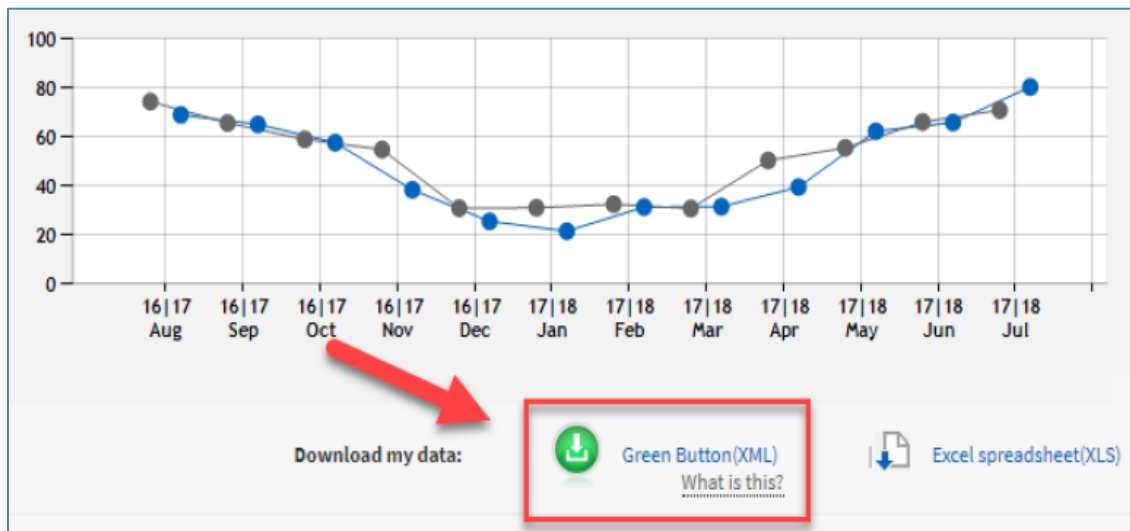 100
80
60
40
20
0
16|17 16|17 16|17 16|17 16|17 17|18 17|18 17|18 17|18 17|18 17|18 17|18
Aug Sep Oct Nov Dec Jan Feb Mar Apr May Jun Jul
Download my data: Green Button(XML) Excel spreadsheet(XLS)
What is this?